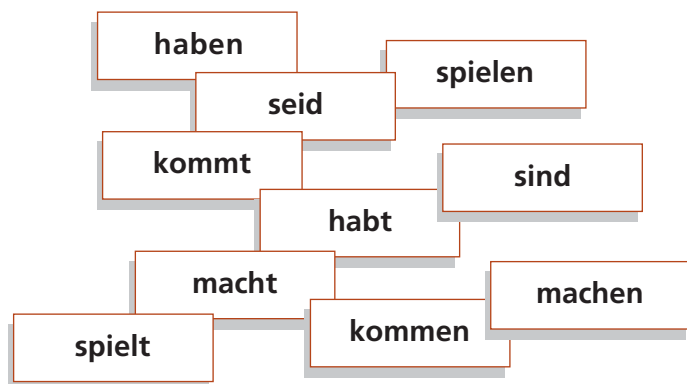 haben
spielen
seid
kommt
sind
habt
macht
machen
kommen
spielt